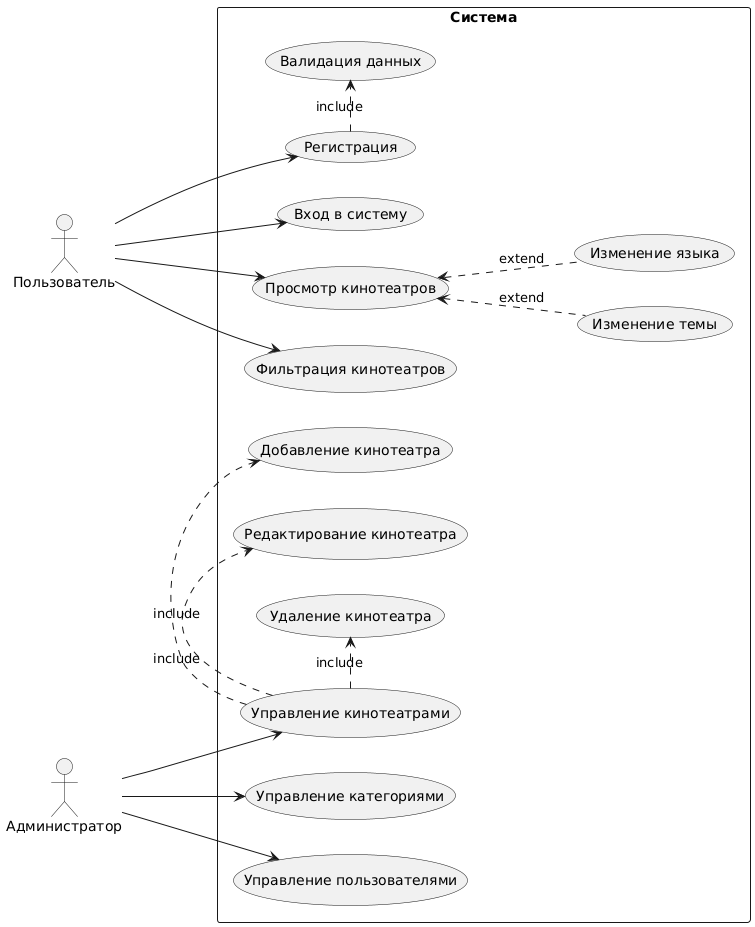 Система
Валидация данных
include
Регистрация
Вход в систему
Пользователь
Просмотр кинотеатров
extend
Изменение языка
extend
Изменение темы
Фильтрация кинотеатров
Добавление кинотеатра
Редактирование кинотеатра
Удаление кинотеатра
include
include
include
Управление кинотеатрами
Администратор
Управление категориями
Управление пользователями